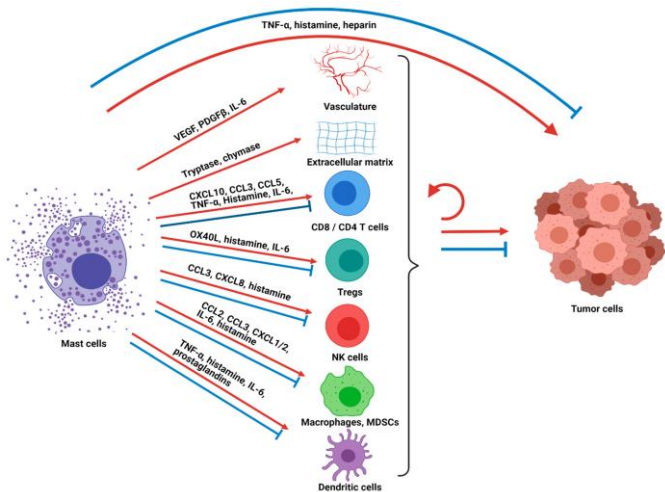 TNF-α, histamine, heparin
VEGF, PDGFβ, IL-6
Vasculature
Tryptase, chymase
Extracellular matrix
CXCL10, CCL3, CCL5,
TNF-α, Histamine, IL-6,
CD8 / CD4 T cells
OX40L, histamine, IL-6
Tregs
CCL3, CXCL8, histamine
NK cells
CCL2, CCL3, CXCL1/2,
IL-6, histamine
Macrophages, MDSCs
TNF-α, histamine, IL-6,
prostaglandins
Dendritic cells
Mast cells
Tumor cells